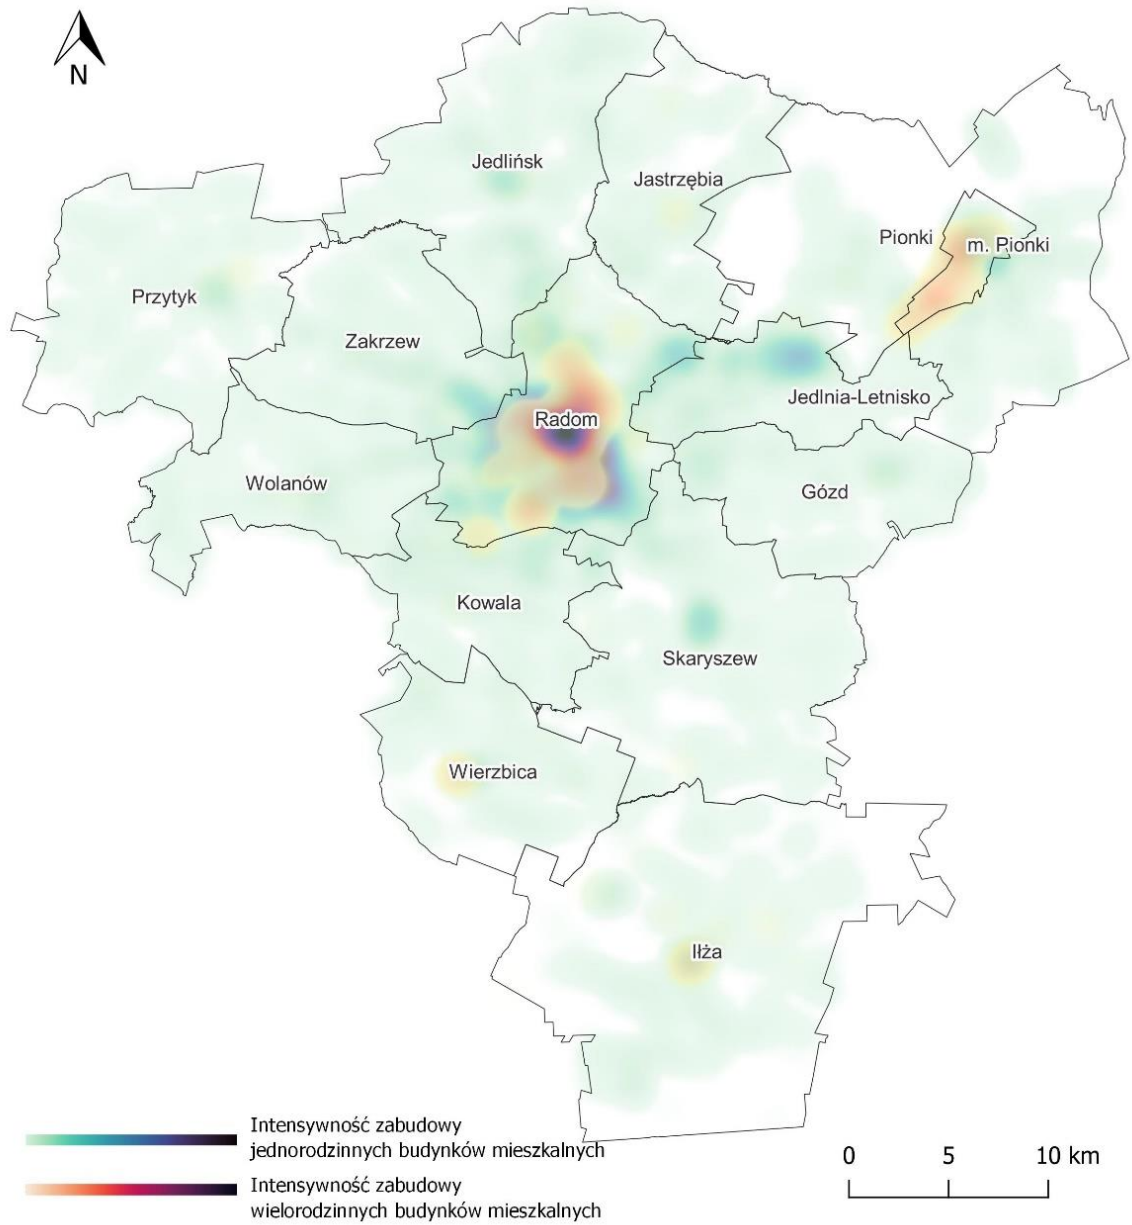 N
Jedlińsk
Jastrzębia
Pionki
m. Pionki
Przytyk
Zakrzew
Jedlnia-Letnisko
Radom
Wolanów
Gózd
Kowala
Skaryszew
Wierzbica
Iłża
Intensywność zabudowy
jednorodzinnych budynków mieszkalnych
Intensywność zabudowy
wielorodzinnych budynków mieszkalnych
0 5 10 km